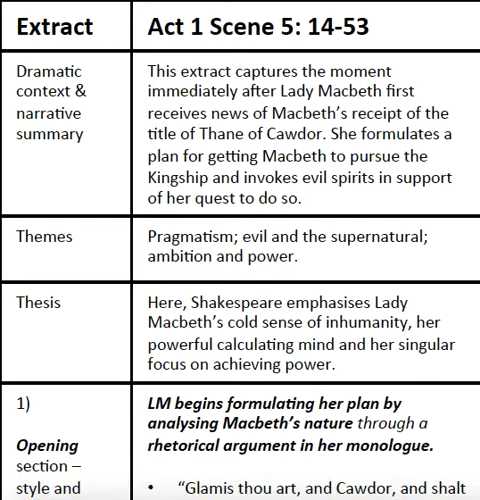 Extract
Act 1 Scene 5: 14-53
Dramatic
context &
narrative
summary
This extract captures the moment
immediately after Lady Macbeth first
receives news of Macbeth's receipt of the
title of Thane of Cawdor. She formulates a
plan for getting Macbeth to pursue the
Kingship and invokes evil spirits in support
of her quest to do so.
Themes
Pragmatism; evil and the supernatural;
ambition and power.
Thesis
Here, Shakespeare emphasises Lady
Macbeth's cold sense of inhumanity, her
powerful calculating mind and her singular
focus on achieving power.
1)
Opening
section –
style and
LM begins formulating her plan by
analysing Macbeth's nature through a
rhetorical argument in her monologue.
• "Glamis thou art, and Cawdor, and shalt